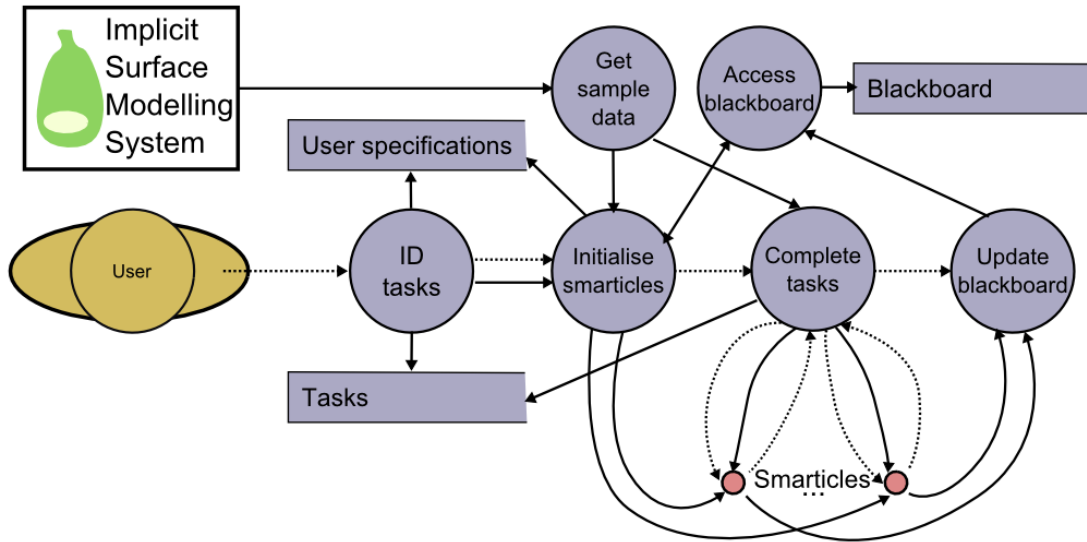 Implicit
Surface
Modelling
System
Get
sample
data
Access
blackboard
Blackboard
User specifications
User
ID
tasks
Initialise
smarticles
Complete
tasks
Update
blackboard
Tasks
Smarticles
...